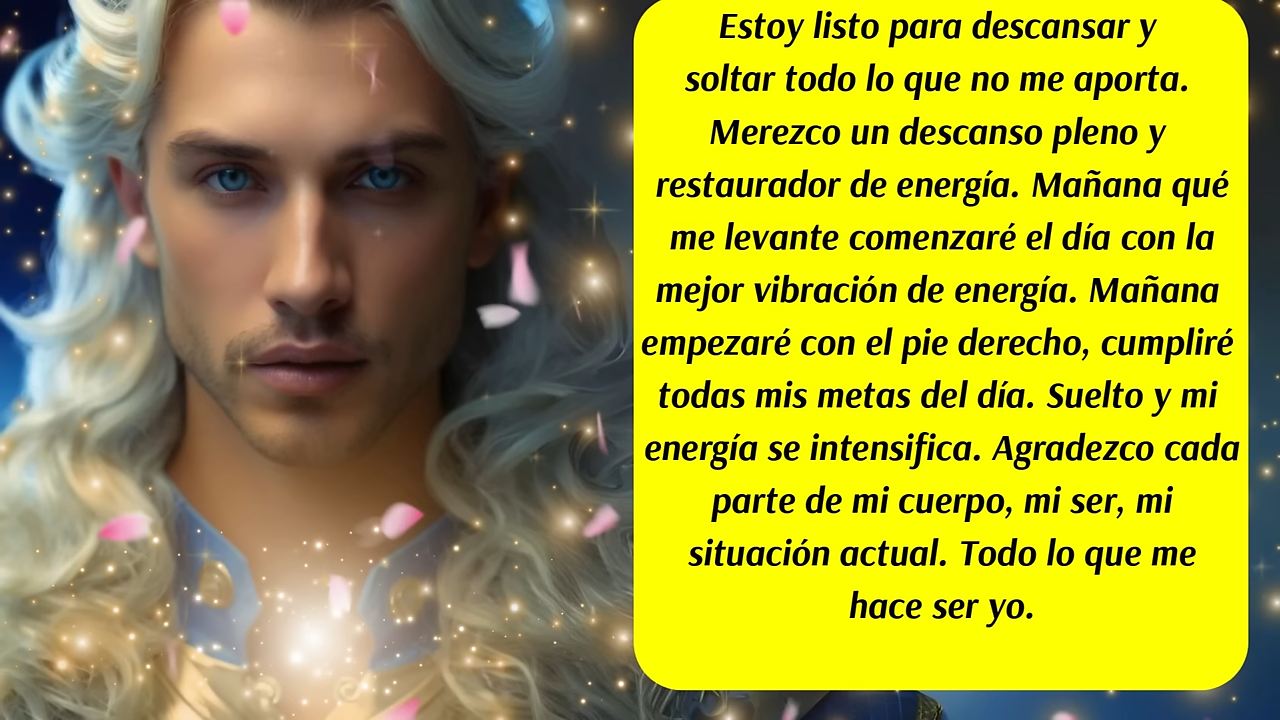 Estoy listo para descansar y
soltar todo lo que no me aporta.
Merezco un descanso pleno y
restaurador de energía. Mañana qué
me levante comenzaré el día con la
mejor vibración de energía. Mañana
empezaré con el pie derecho, cumpliré
todas mis metas del día. Suelto y mi
energía se intensifica. Agradezco cada
parte de mi cuerpo, mi ser, mi
situación actual. Todo lo que me
hace ser yo.